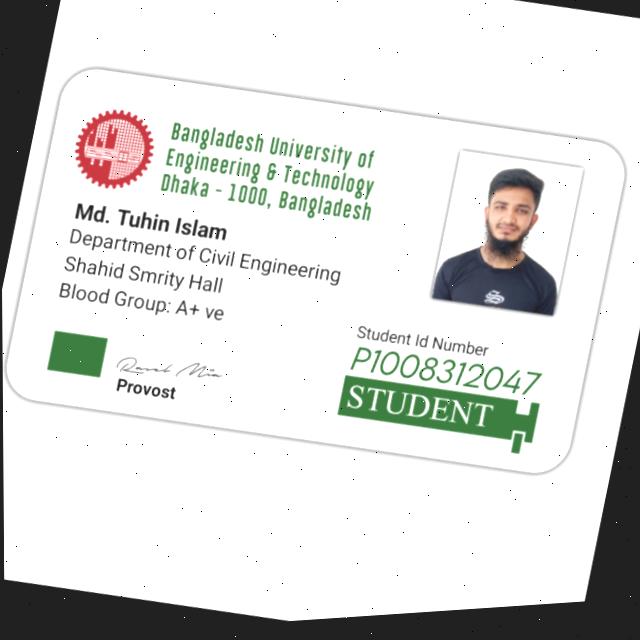 Bangladesh University of
Engineering & Technology
Dhaka - 1000, Bangladesh
Md. Tuhin Islam
Department of Civil Engineering
Shahid Smrity Hall
Blood Group: A+ ve
Provost
Student Id Number
P1008312047
STUDENT